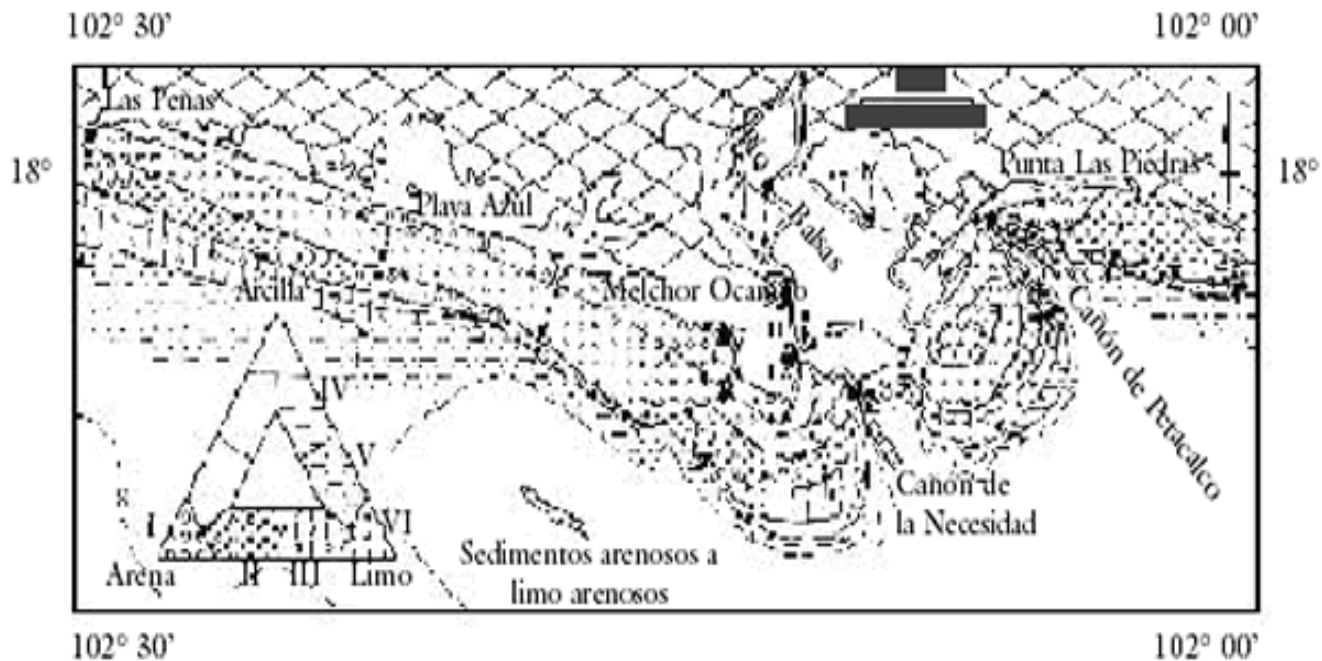 102° 30’
102° 00’
Las Peñas
18°
Punta Las Piedras
18°
Playa Azul
Balsas
Arcilla
Melchor Ocampo
Cañón de Petacalco
IV
V
Cañón de
la Necesidad
I
VI
Arena
II
III
Limo
Sedimentos arenosos a
limo arenosos
102° 30’
102° 00’